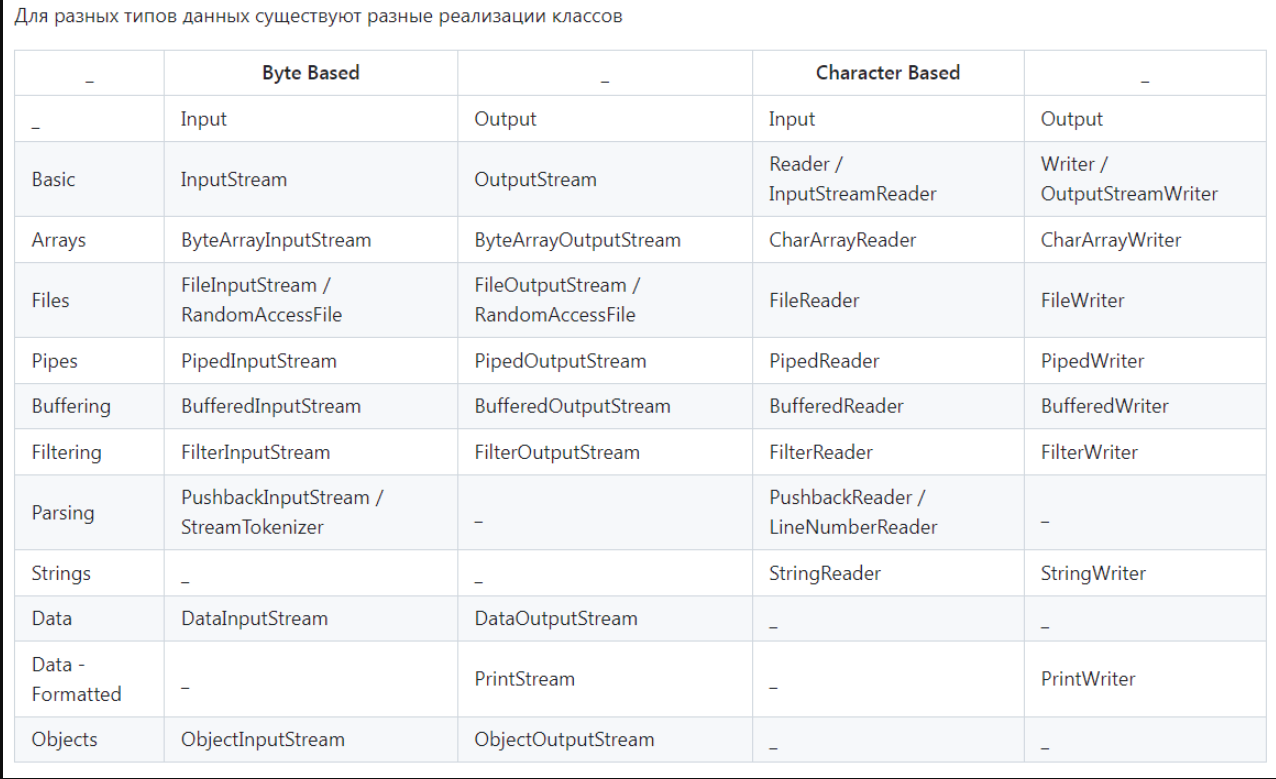 Для разных типов данных существуют разные реализации классов
_ Byte Based _ Character Based _
_ Input Output Input Output
Basic InputStream OutputStream Reader / InputStreamReader Writer / OutputStreamWriter
Arrays ByteArrayInputStream ByteArrayOutputStream CharArrayReader CharArrayWriter
Files FileInputStream / RandomAccessFile FileOutputStream / RandomAccessFile FileReader FileWriter
Pipes PipedInputStream PipedOutputStream PipedReader PipedWriter
Buffering BufferedInputStream BufferedOutputStream BufferedReader BufferedWriter
Filtering FilterInputStream FilterOutputStream FilterReader FilterWriter
Parsing PushbackInputStream / StreamTokenizer _ PushbackReader / LineNumberReader _
Strings _ _ StringReader StringWriter
Data DataInputStream DataOutputStream _ _
Data - Formatted _ PrintStream _ PrintWriter
Objects ObjectInputStream ObjectOutputStream _ _